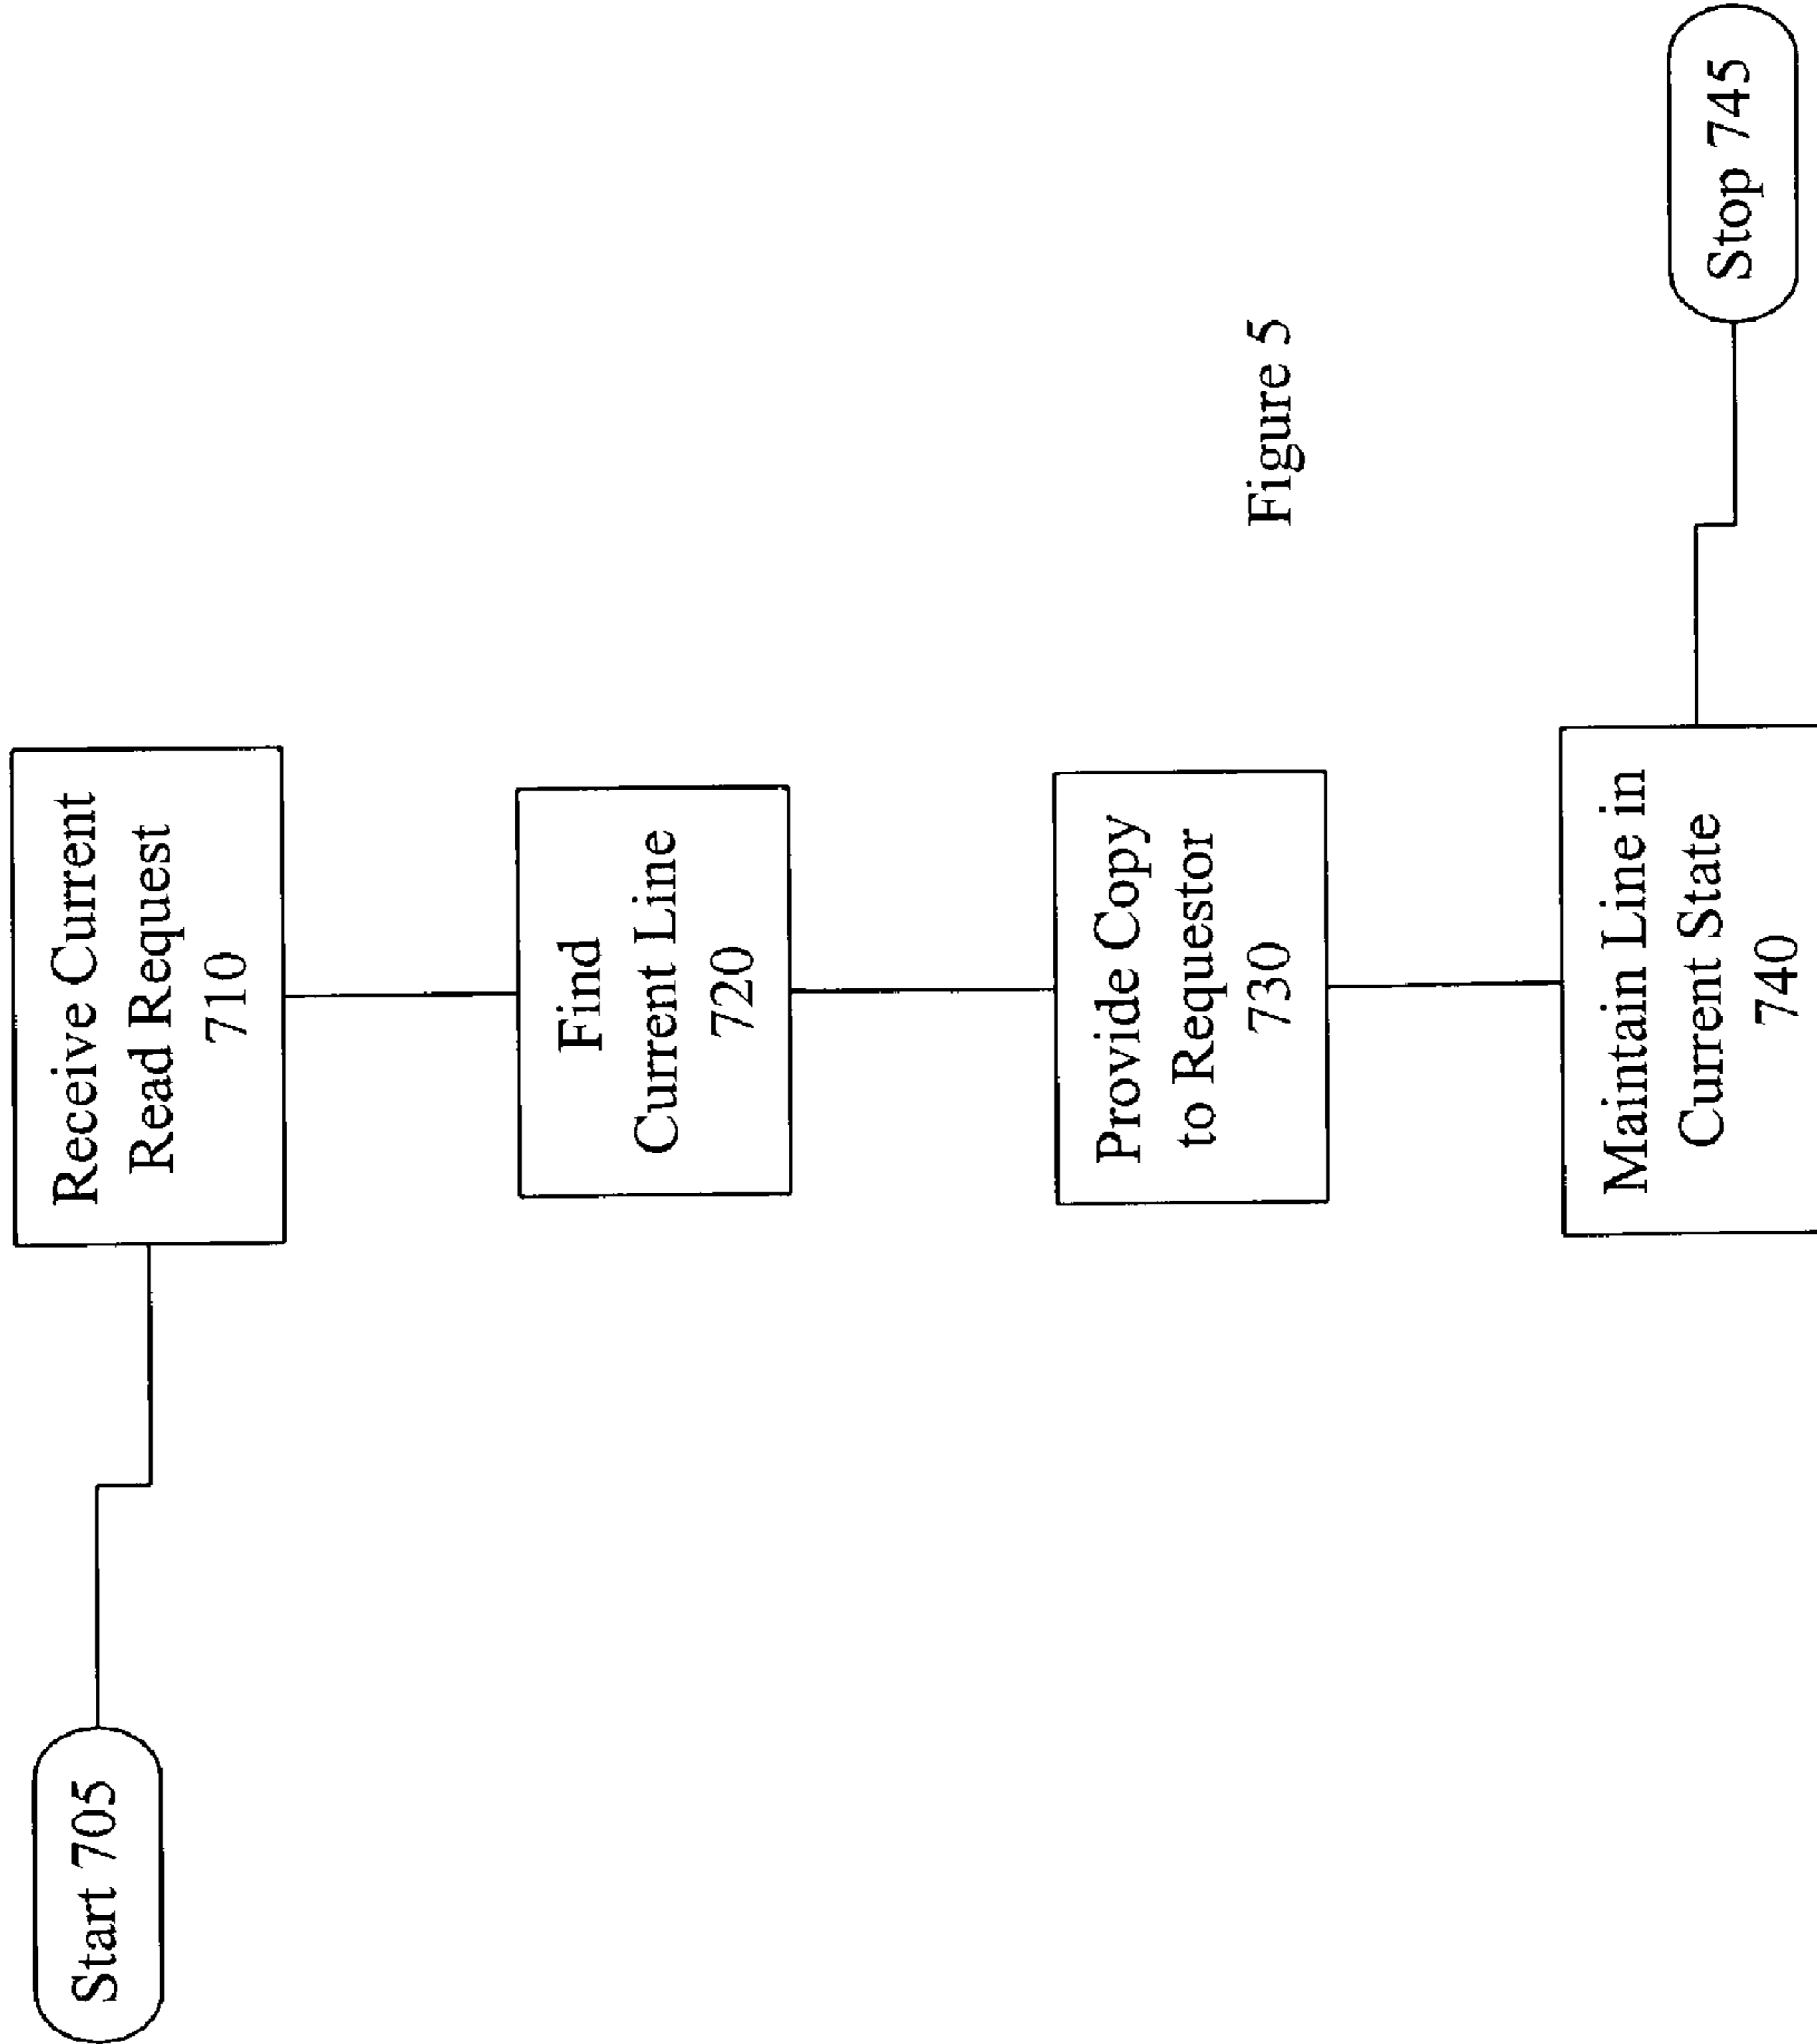 Start 705
Receive Current
Read Request
710
Find
Current Line
720
Provide Copy
to Requestor
730
Maintain Line in
Current State
740
Stop 745
Figure 5